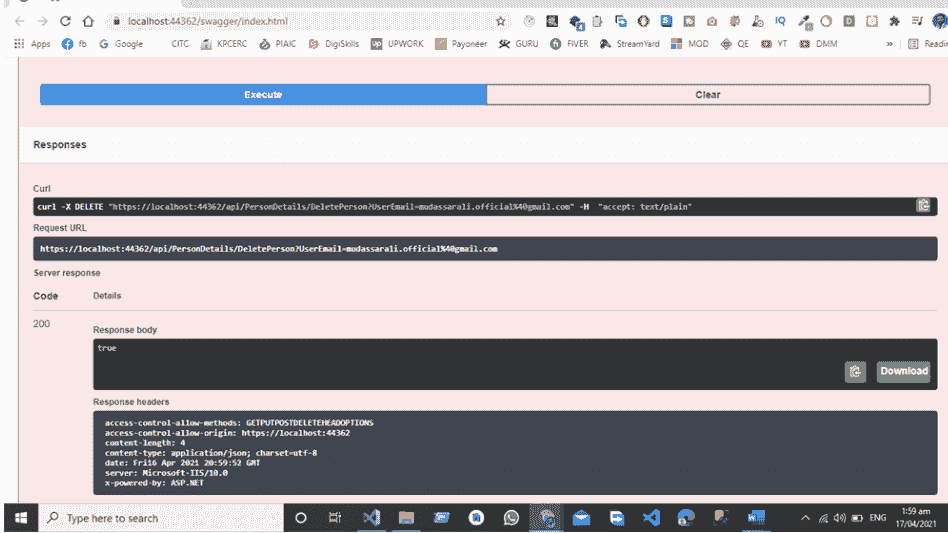 localhost:44362/swagger/index.html
Apps fb Google CITC KPCERC PIAIC DigiSkills UPWORK Payoneer GURU FIVER StreamYard MOD QE YT DMM » Readin
Execute Clear
Responses
Curl
curl -X DELETE "https://localhost:44362/api/PersonDetails/DeletePerson?UserEmail=mudassarali.official%40gmail.com" -H "accept: text/plain"
Request URL
https://localhost:44362/api/PersonDetails/DeletePerson?UserEmail=mudassarali.official%40gmail.com
Server response
Code Details
200
Response body
true
Download
Response headers
access-control-allow-methods: GETPUTPOSTDELETEHEADOPTIONS
access-control-allow-origin: https://localhost:44362
content-length: 4
content-type: application/json; charset=utf-8
date: Fri16 Apr 2021 20:59:52 GMT
server: Microsoft-IIS/10.0
x-powered-by: ASP.NET
Type here to search
ENG
1:59 am
17/04/2021